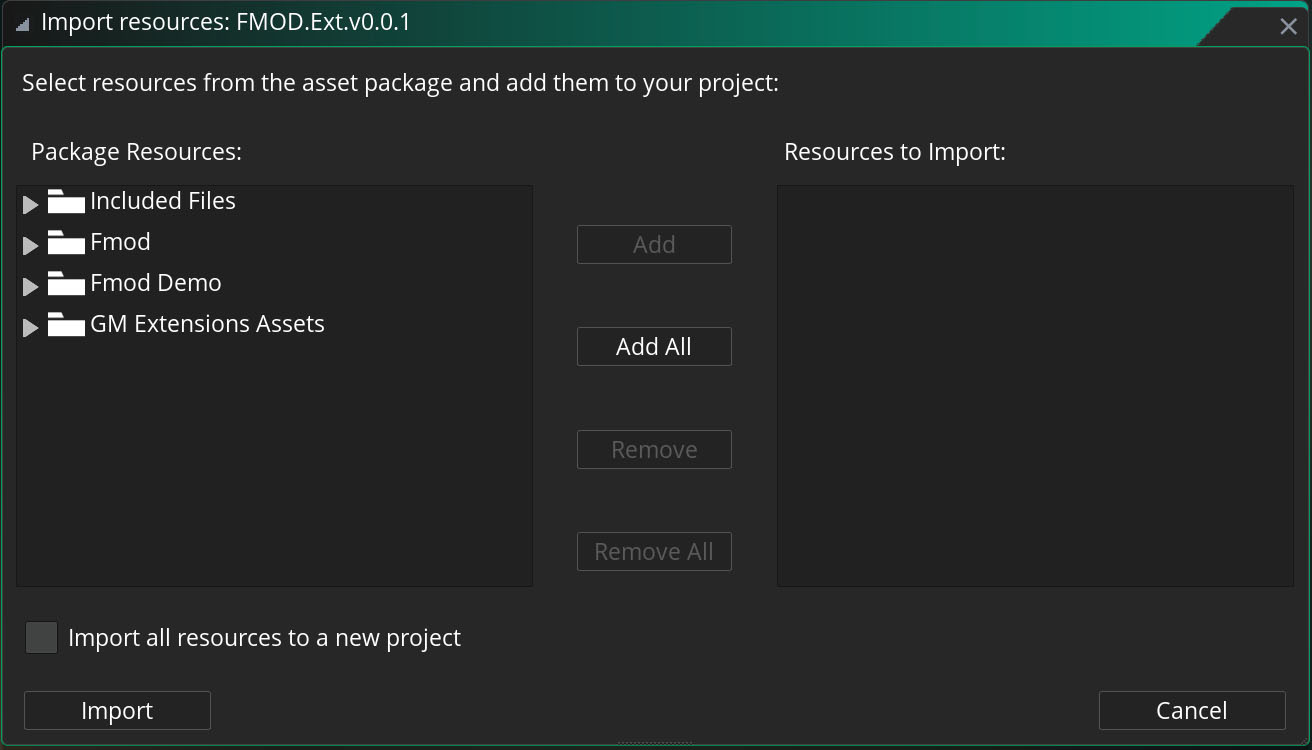 Import resources: FMOD.Ext.v0.0.1
Select resources from the asset package and add them to your project:
Package Resources:
Resources to Import:
Included Files
Fmod
Fmod Demo
GM Extensions Assets
Add
Add All
Remove
Remove All
Import all resources to a new project
Import
Cancel